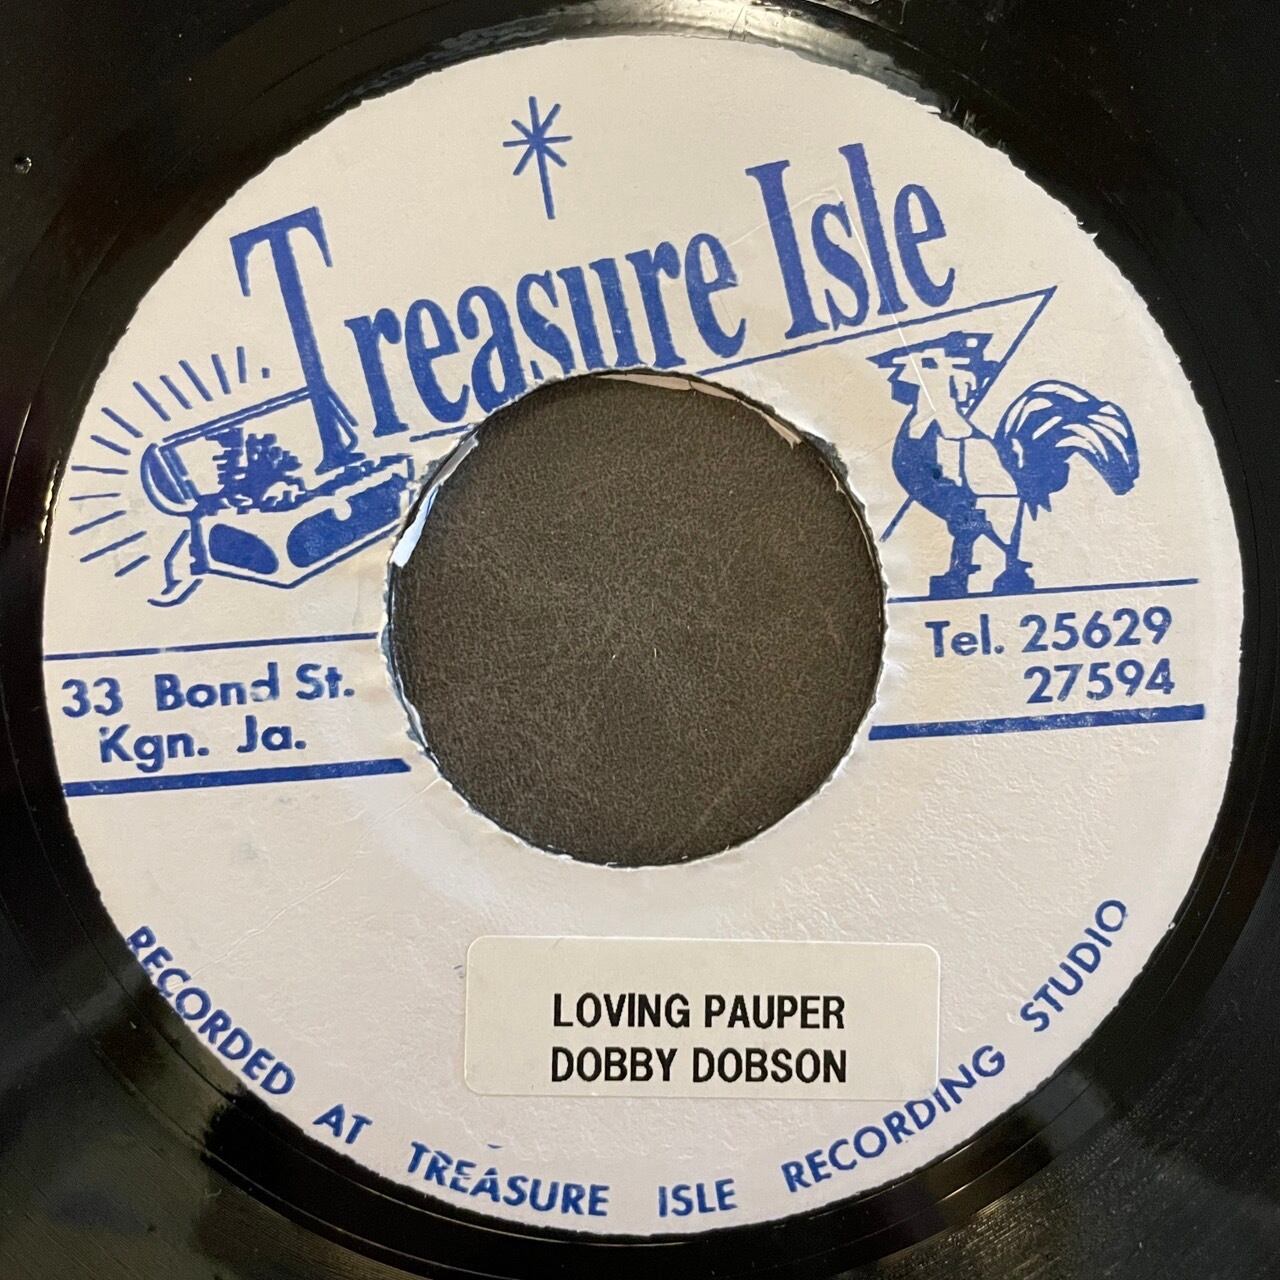 Treasure Isle
33 Bond St.
Kgn. Ja.
Tel. 25629
27594
LOVING PAUPER
DOBBY DOBSON
RECORDED AT TREASURE ISLE RECORDING STUDIO